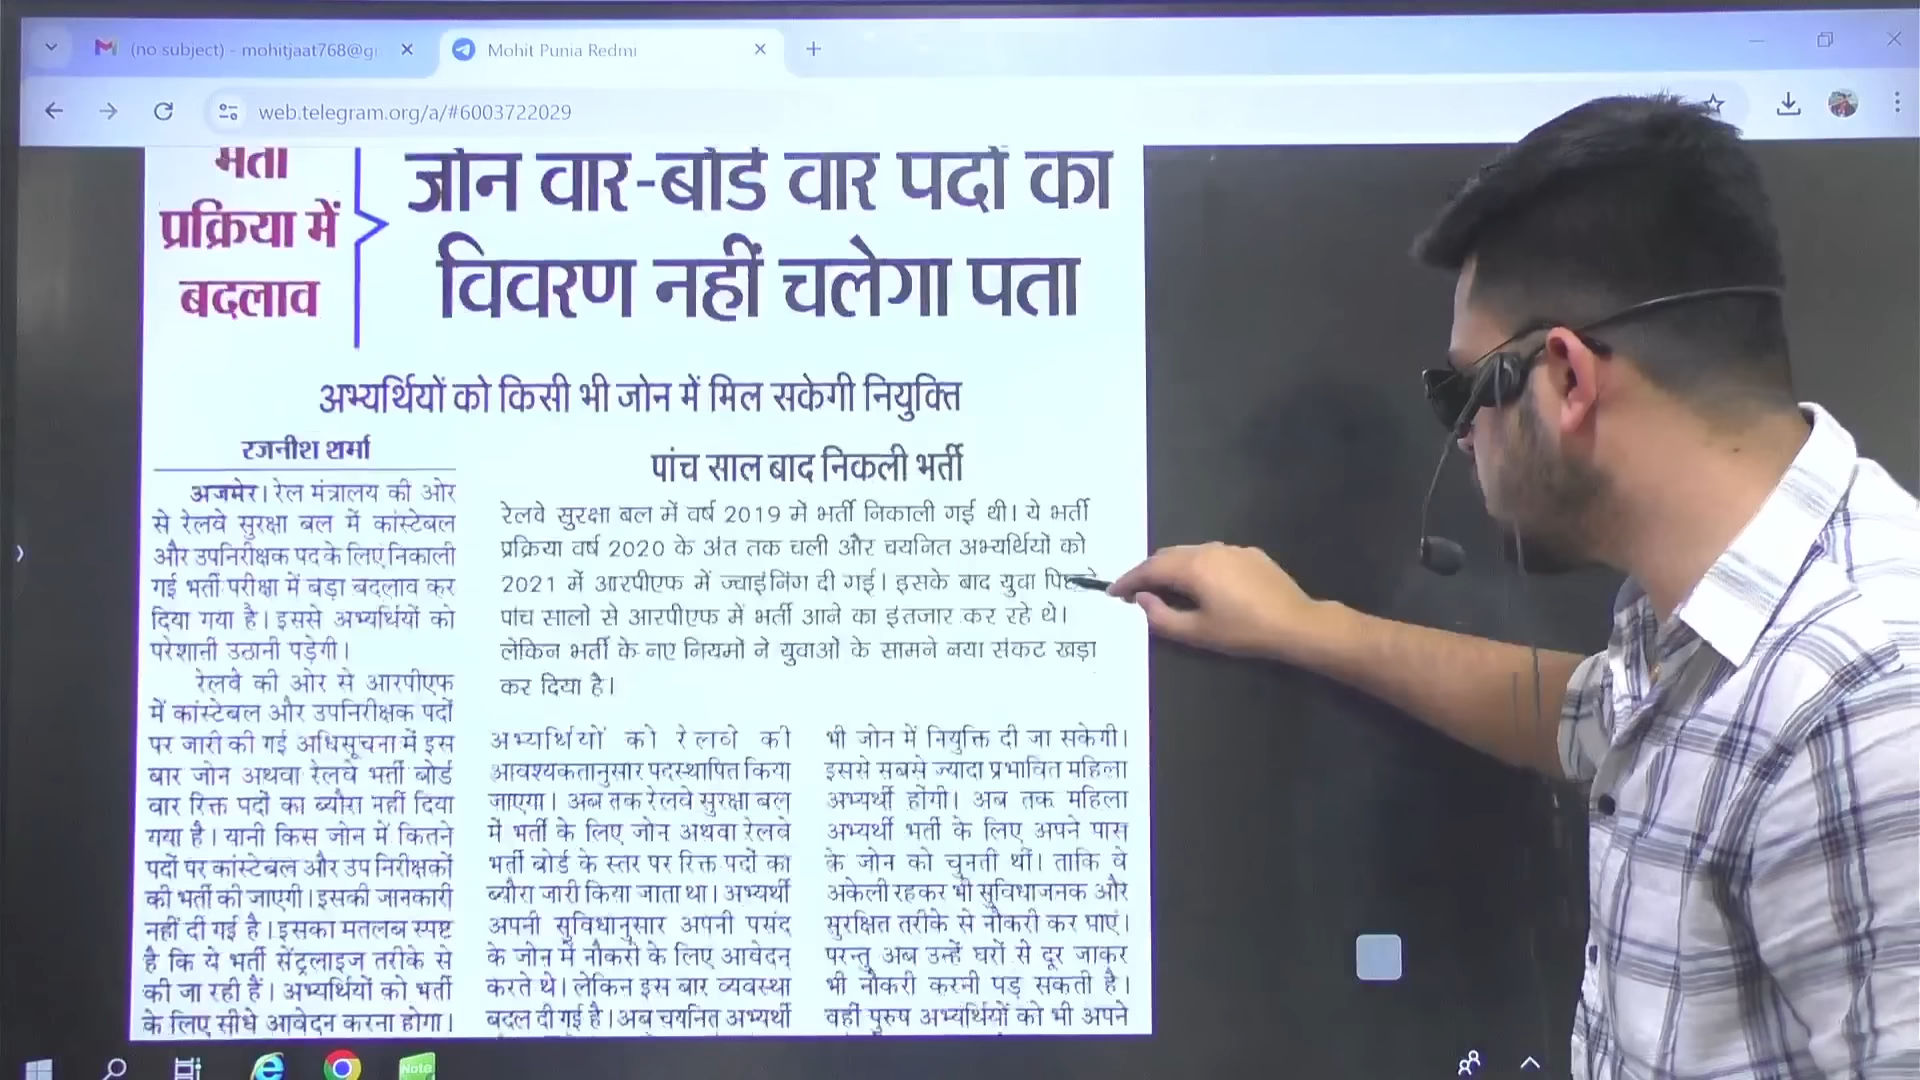 (no subject) - mohitjaat768@g
Mohit Punia Redmi
web.telegram.org/a/#6003722029
भर्ती
प्रक्रिया में
बदलाव
जोन वार-बोर्ड वार पदों का
विवरण नहीं चलेगा पता
अभ्यर्थियों को किसी भी जोन में मिल सकेगी नियुक्ति
रजनीश शर्मा
अजमेर। रेल मंत्रालय की ओर
से रेलवे सुरक्षा बल में कांस्टेबल
और उपनिरीक्षक पद के लिए निकाली
गई भर्ती परीक्षा में बड़ा बदलाव कर
दिया गया है। इससे अभ्यर्थियों को
परेशानी उठानी पड़ेगी।
रेलवे की ओर से आरपीएफ
में कांस्टेबल और उपनिरीक्षक पदों
पर जारी की गई अधिसूचना में इस
बार जोन अथवा रेलवे भर्ती बोर्ड
वार रिक्त पदों का ब्यौरा नहीं दिया
गया है। यानी किस जोन में कितने
पदों पर कांस्टेबल और उप निरीक्षकों
की भर्ती की जाएगी। इसकी जानकारी
नहीं दी गई है। इसका मतलब स्पष्ट
है कि ये भर्ती सेंट्रलाइज तरीके से
की जा रही हैं। अभ्यर्थियों को भर्ती
के लिए सीधे आवेदन करना होगा।
पांच साल बाद निकली भर्ती
रेलवे सुरक्षा बल में वर्ष 2019 में भर्ती निकाली गई थी। ये भर्ती
प्रक्रिया वर्ष 2020 के अंत तक चली और चयनित अभ्यर्थियों को
2021 में आरपीएफ में ज्वाइंनिंग दी गई। इसके बाद युवा पिछले
पांच सालों से आरपीएफ में भर्ती आने का इंतजार कर रहे थे।
लेकिन भर्ती के नए नियमों ने युवाओं के सामने नया संकट खड़ा
कर दिया है।
अभ्यर्थियों को रेलवे की
आवश्यकतानुसार पदस्थापित किया
जाएगा। अब तक रेलवे सुरक्षा बल
में भर्ती के लिए जोन अथवा रेलवे
भर्ती बोर्ड के स्तर पर रिक्त पदों का
ब्यौरा जारी किया जाता था। अभ्यर्थी
अपनी सुविधानुसार अपनी पसंद
के जोन में नौकरी के लिए आवेदन
करते थे। लेकिन इस बार व्यवस्था
बदल दी गई है। अब चयनित अभ्यर्थी
भी जोन में नियुक्ति दी जा सकेगी।
इससे सबसे ज्यादा प्रभावित महिला
अभ्यर्थी होंगी। अब तक महिला
अभ्यर्थी भर्ती के लिए अपने पास
के जोन को चुनती थीं। ताकि वे
अकेली रहकर भी सुविधाजनक और
सुरक्षित तरीके से नौकरी कर पाएं।
परन्तु अब उन्हें घरों से दूर जाकर
भी नौकरी करनी पड़ सकती है।
वहीं पुरुष अभ्यर्थियों को भी अपने
Note